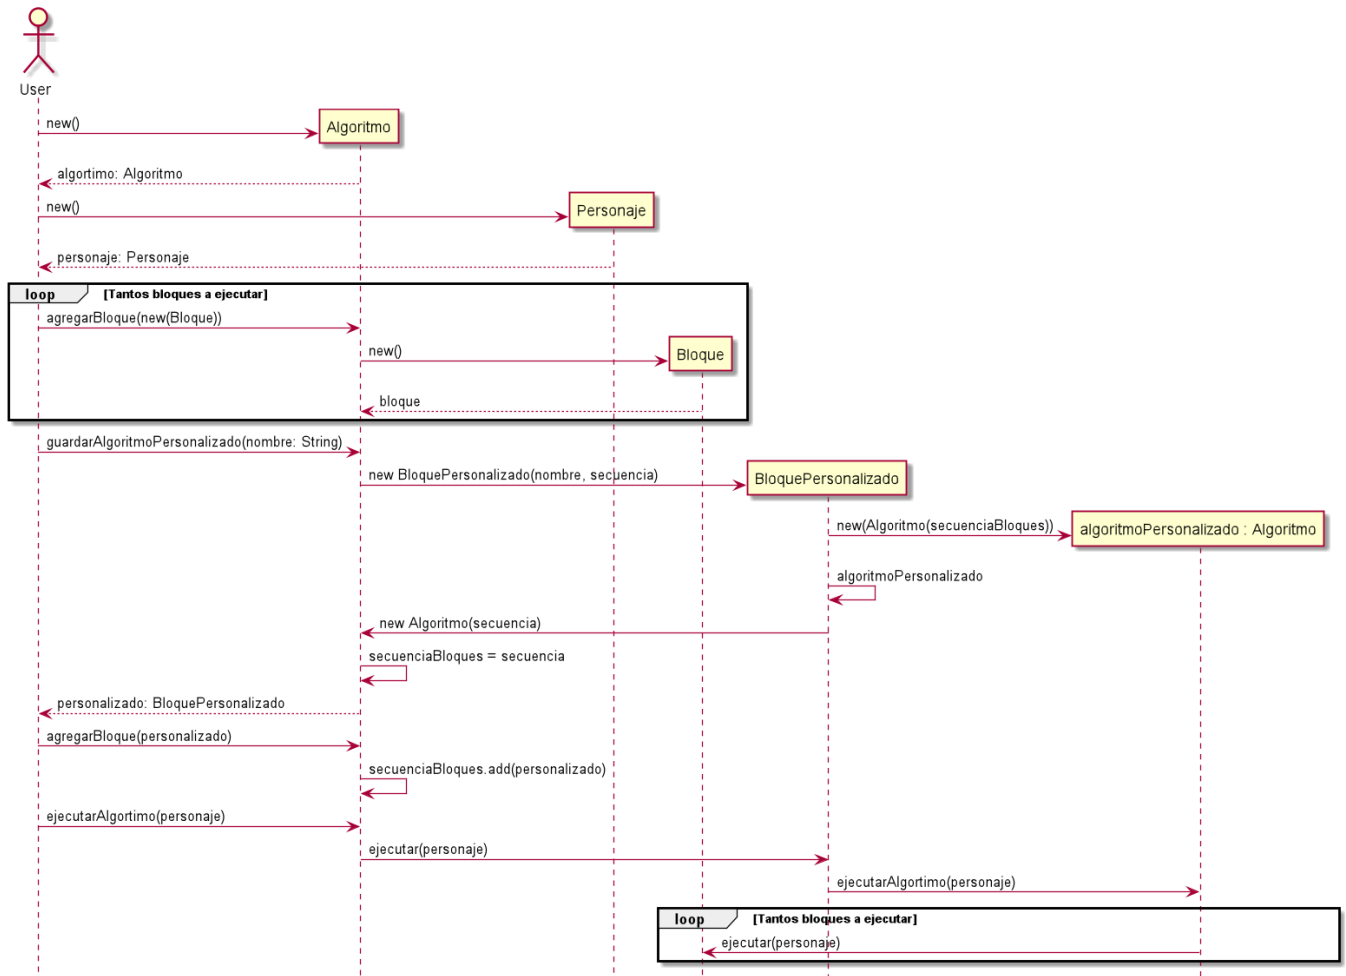 User
new()
Algoritmo
algortimo: Algoritmo
new()
Personaje
personaje: Personaje
loop [Tantos bloques a ejecutar]
agregarBloque(new(Bloque))
new()
Bloque
bloque
guardarAlgoritmoPersonalizado(nombre: String)
new BloquePersonalizado(nombre, secuencia)
BloquePersonalizado
new(Algoritmo(secuenciaBloques))
algoritmoPersonalizado : Algoritmo
algoritmoPersonalizado
new Algoritmo(secuencia)
secuenciaBloques = secuencia
personalizado: BloquePersonalizado
agregarBloque(personalizado)
secuenciaBloques.add(personalizado)
ejecutarAlgortimo(personaje)
ejecutar(personaje)
ejecutarAlgortimo(personaje)
loop [Tantos bloques a ejecutar]
ejecutar(personaje)